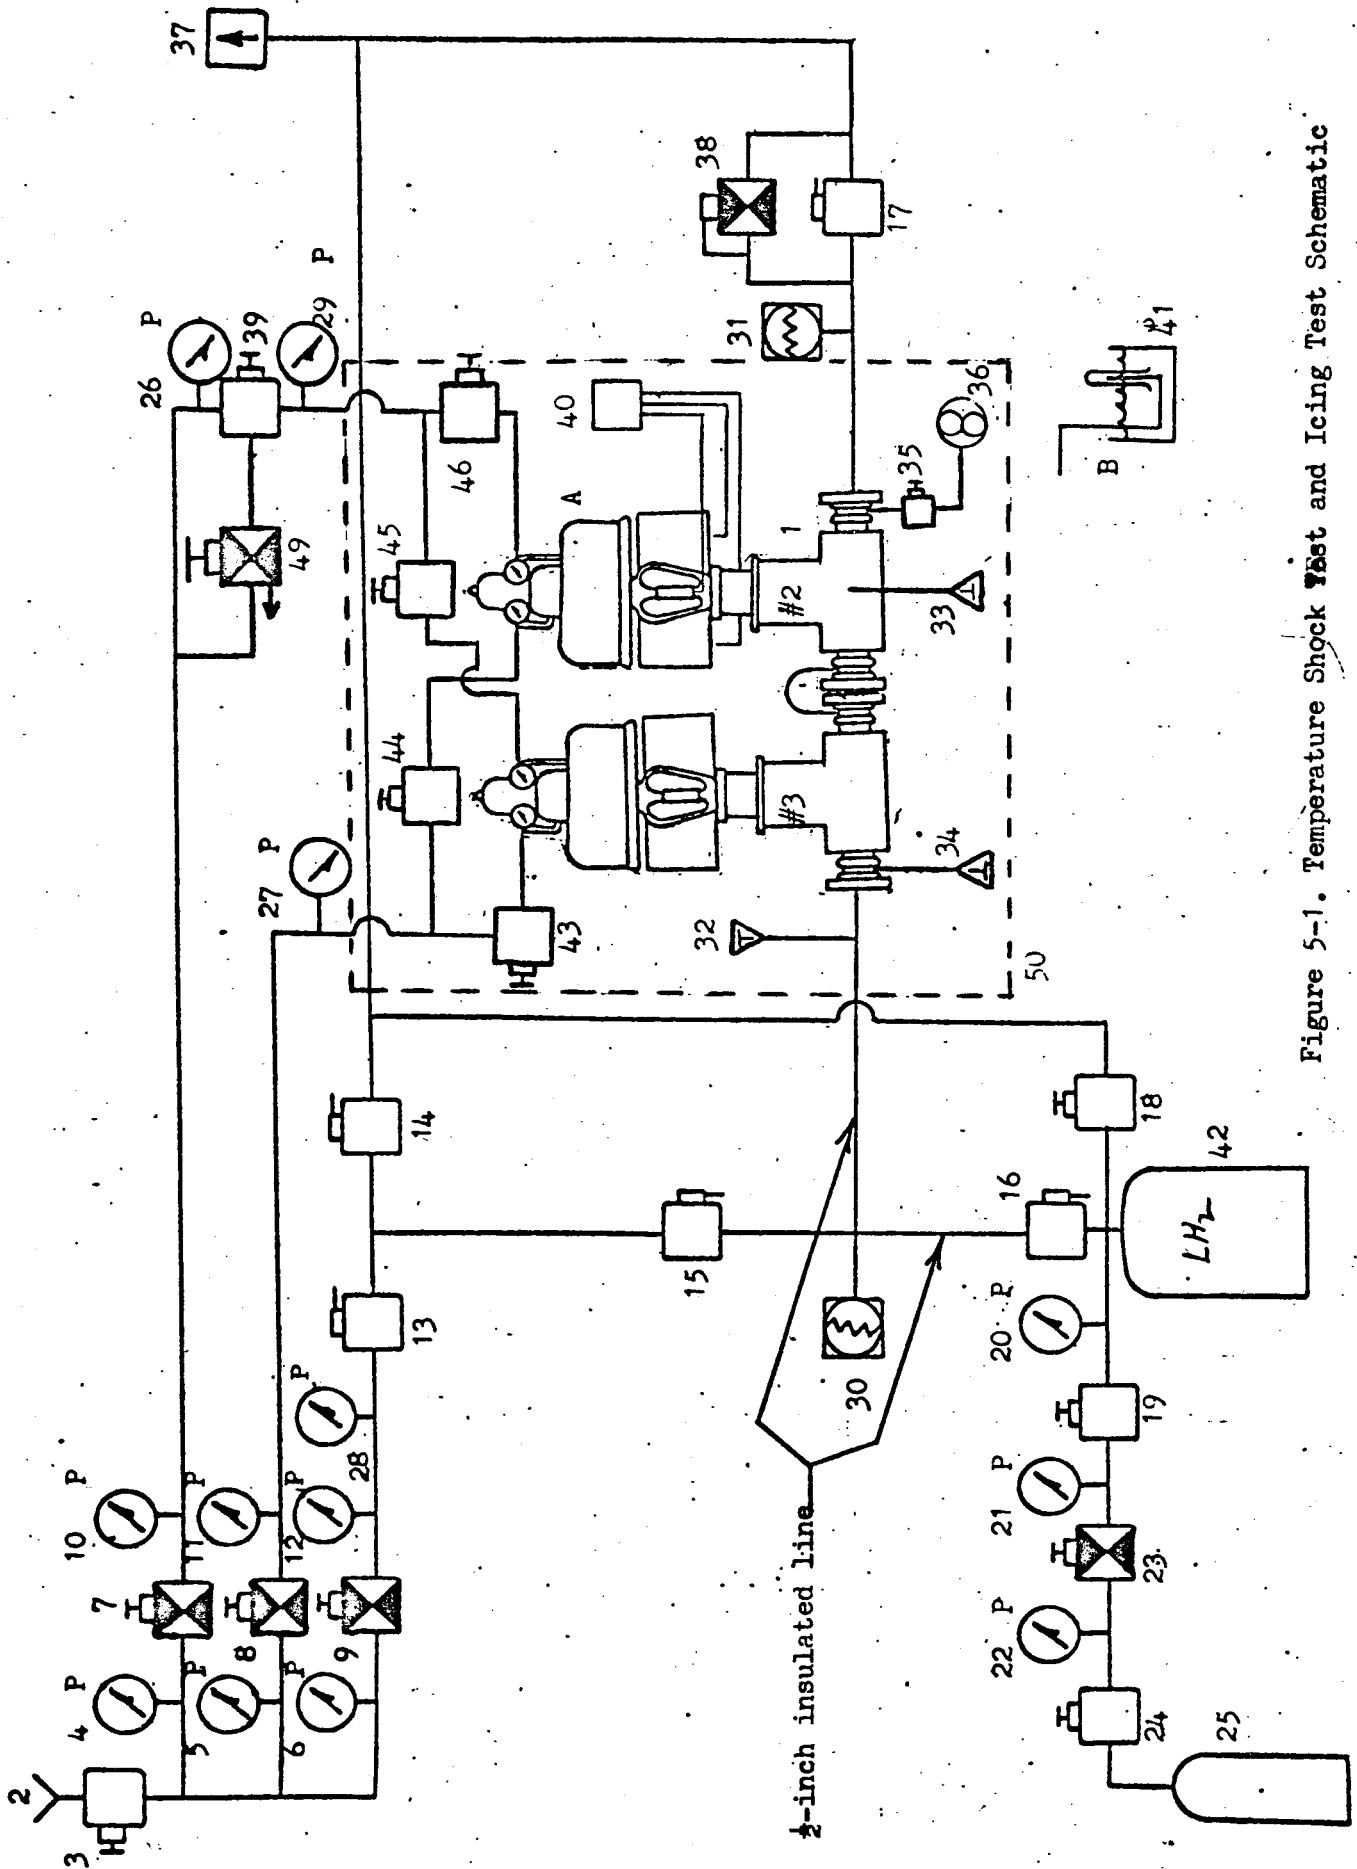 37
38
17
31
P
26
39
29
P
49
46
45
40
36
35
A
1
#2
33
41
B
44
#3
34
P
27
43
32
50
14
13
15
16
18
42
LH2
20
P
30
19
P
28
10
P
11
P
12
P
21
P
23
7
8
9
22
P
4
P
5
P
6
P
24
25
2
3
½-inch insulated line
Figure 5-1. Temperature Shock Test and Icing Test Schematic